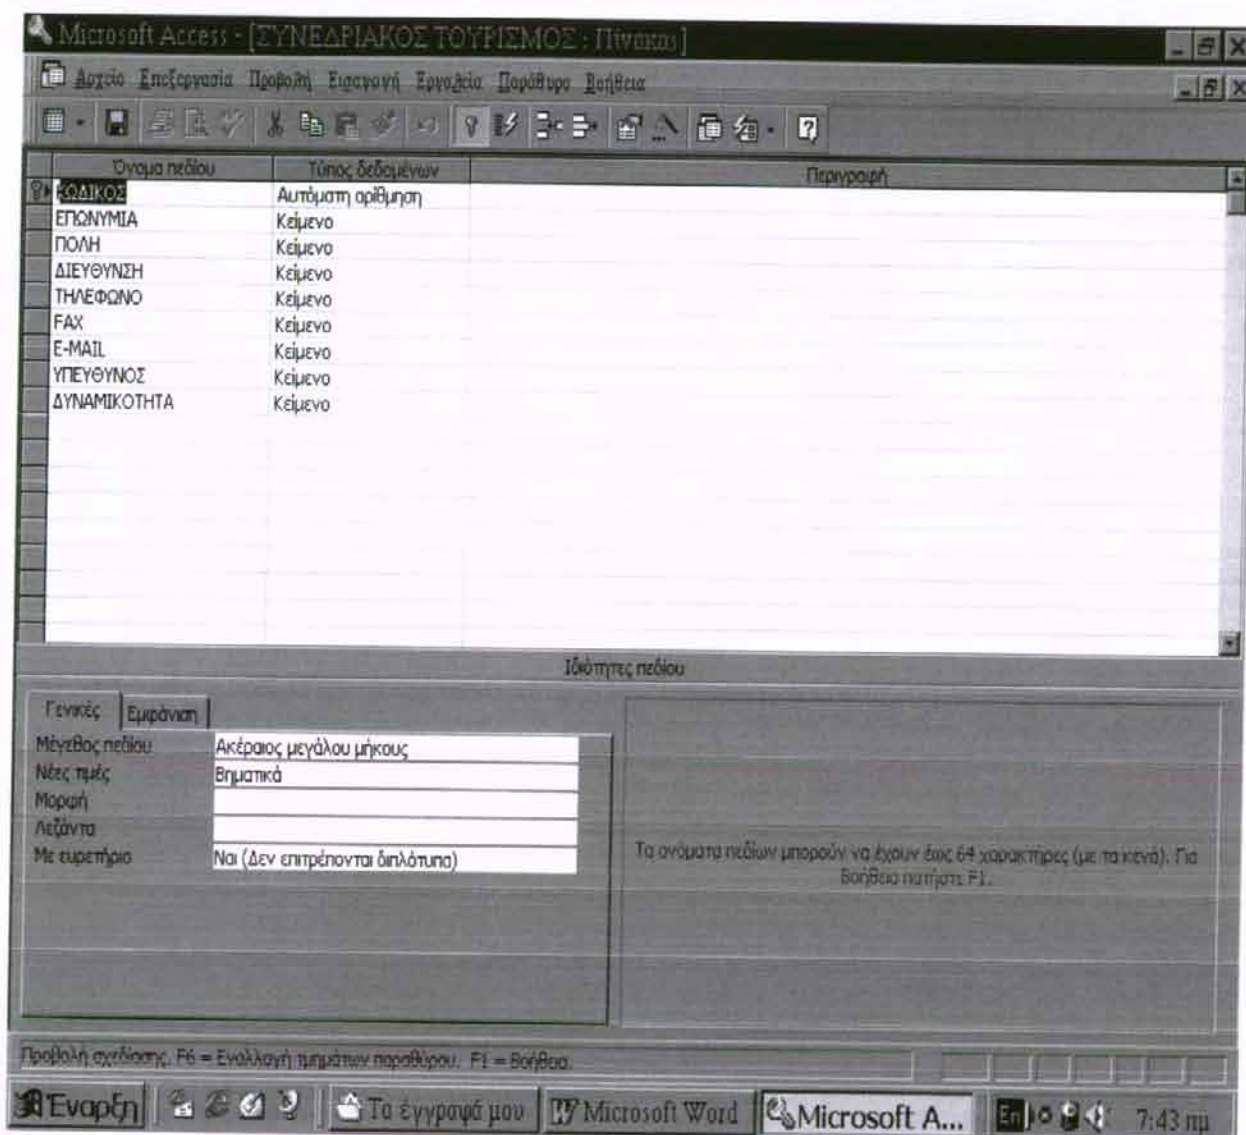 Microsoft Access - [ΣΥΝΕΔΡΙΑΚΟΣ ΤΟΥΡΙΣΜΟΣ : Πίνακας]
Αρχείο Επεξεργασία Προβολή Εισαγωγή Εργαλεία Παράθυρο Βοήθεια
Όνομα πεδίου Τύπος δεδομένων Περιγραφή
ΚΩΔΙΚΟΣ Αυτόματη αρίθμηση
ΕΠΩΝΥΜΙΑ Κείμενο
ΠΟΛΗ Κείμενο
ΔΙΕΥΘΥΝΣΗ Κείμενο
ΤΗΛΕΦΩΝΟ Κείμενο
FAX Κείμενο
E-MAIL Κείμενο
ΥΠΕΥΘΥΝΟΣ Κείμενο
ΔΥΝΑΜΙΚΟΤΗΤΑ Κείμενο
Ιδιότητες πεδίου
Γενικές Εμφάνιση
Μέγεθος πεδίου Ακέραιος μεγάλου μήκους
Νέες τιμές Βηματικά
Μορφή
Λεζάντα
Με ευρετήριο Ναι (Δεν επιτρέπονται διπλότυπα)
Τα ονόματα πεδίων μπορούν να έχουν έως 64 χαρακτήρες (με τα κενά). Για
βοήθεια πατήστε F1.
Προβολή σχεδίασης. F6 = Εναλλαγή τμημάτων παραθύρου. F1 = Βοήθεια.
Έναρξη Τα έγγραφά μου Microsoft Word Microsoft A... En 7:43 πμ